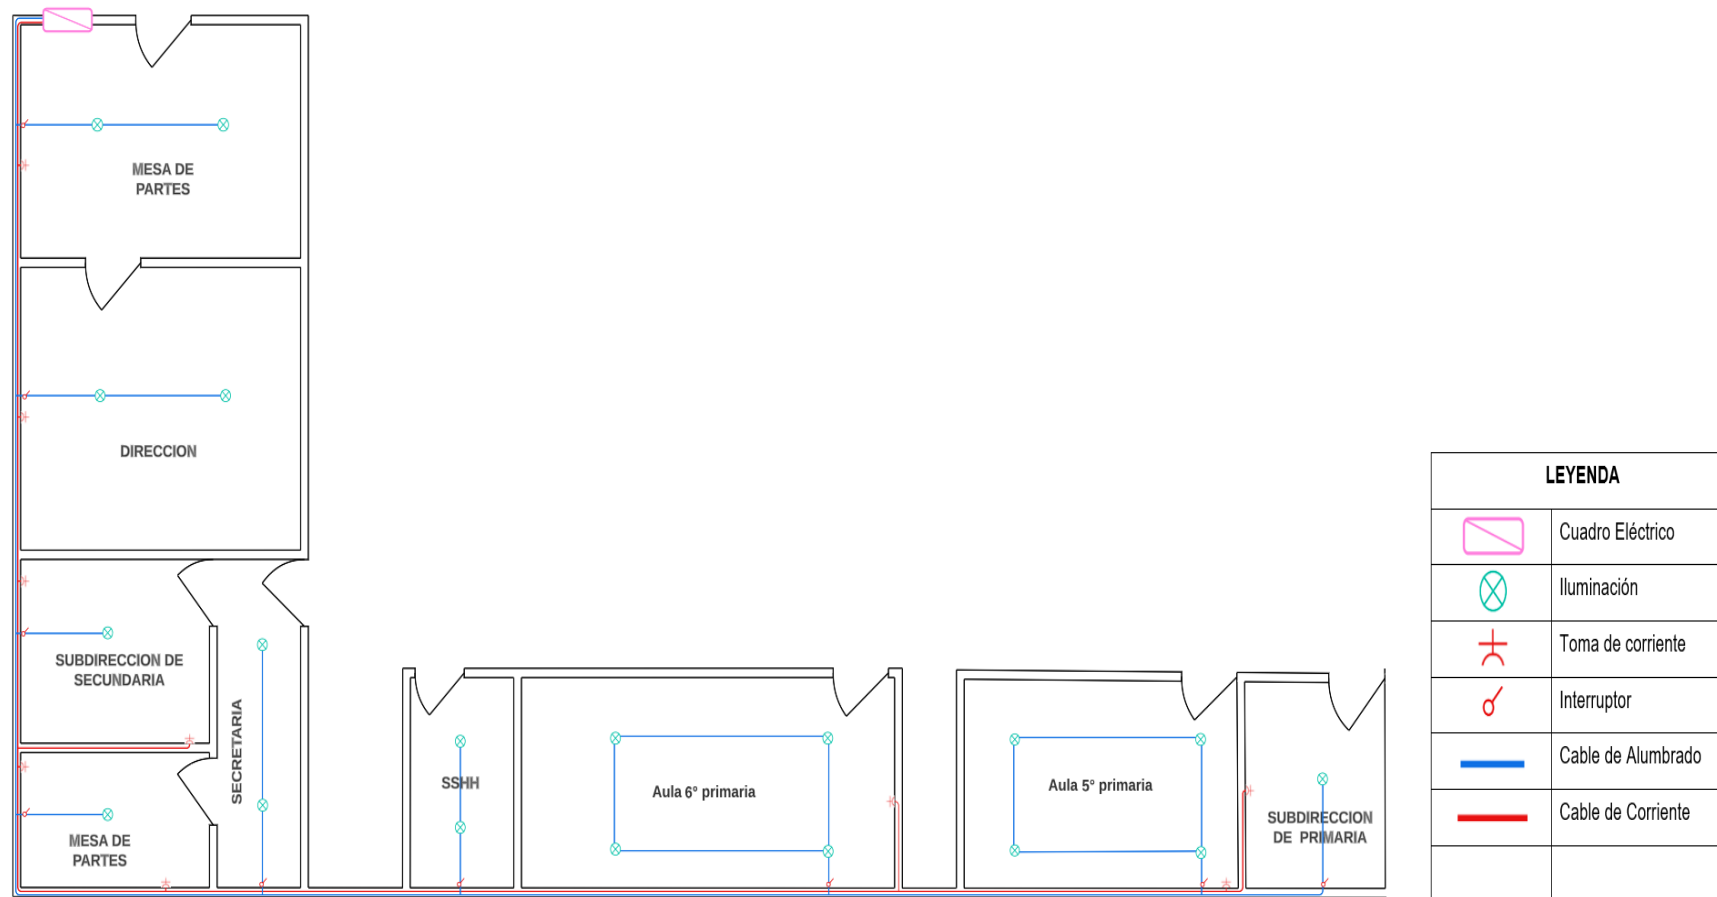 MESA DE
PARTES
DIRECCION
SUBDIRECCION DE
SECUNDARIA
SECRETARIA
MESA DE
PARTES
SSHH
Aula 6° primaria
Aula 5° primaria
SUBDIRECCION
DE PRIMARIA
LEYENDA
Cuadro Eléctrico
Iluminación
Toma de corriente
Interruptor
Cable de Alumbrado
Cable de Corriente